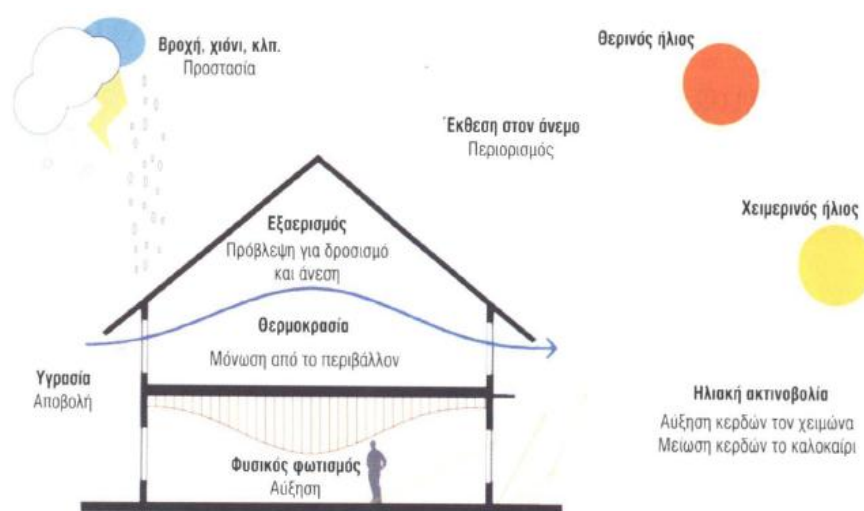 Βροχή, χιόνι, κλπ.
Προστασία
Θερινός ήλιος
Έκθεση στον άνεμο
Περιορισμός
Χειμερινός ήλιος
Εξαερισμός
Πρόβλεψη για δροσισμό
και άνεση
Θερμοκρασία
Μόνωση από το περιβάλλον
Υγρασία
Αποβολή
Ηλιακή ακτινοβολία
Αύξηση κερδών τον χειμώνα
Μείωση κερδών το καλοκαίρι
Φυσικός φωτισμός
Αύξηση